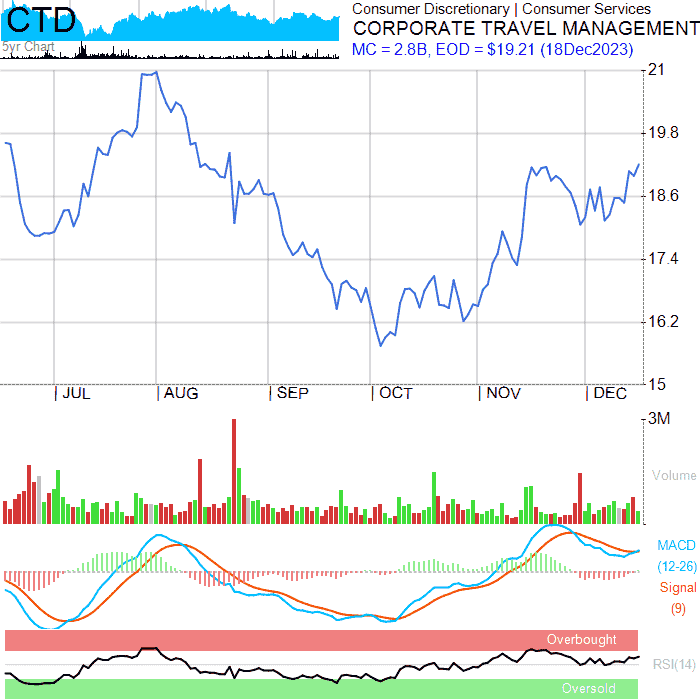 CTD
5yr Chart
Consumer Discretionary | Consumer Services
CORPORATE TRAVEL MANAGEMENT
MC = 2.8B, EOD = $19.21 (18Dec2023)
21
19.8
18.6
17.4
16.2
15
JUL
AUG
SEP
OCT
NOV
DEC
3M
Volume
MACD
(12-26)
Signal
(9)
Overbought
RSI(14)
Oversold